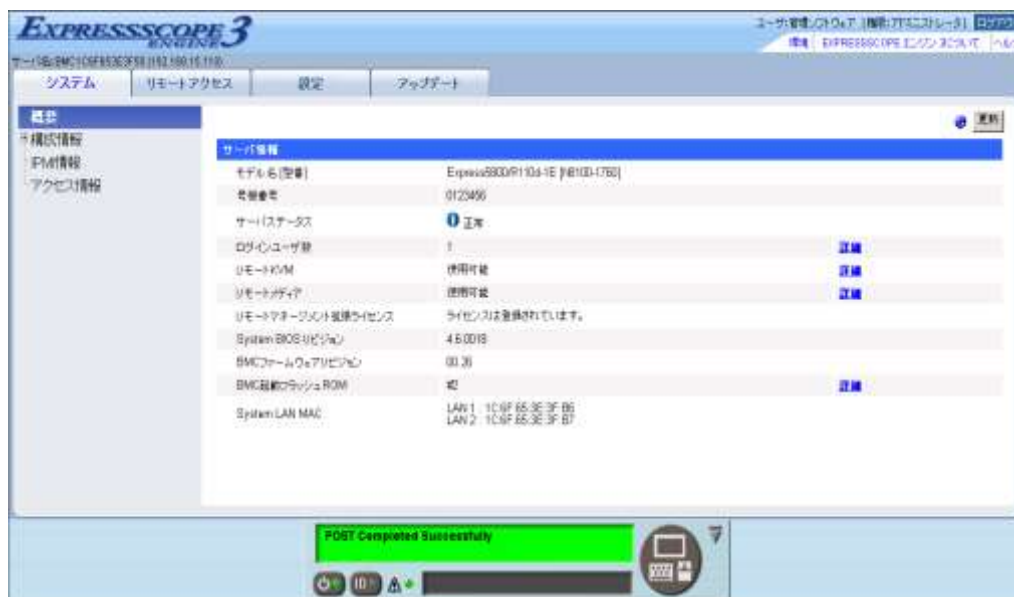 EXPRESSSCOPE
ENGINE 3
ユーザ:管理ソフトウェア [権限:アドミニストレータ] ログアウト
環境 EXPRESSSCOPE エンジン 3について ヘル
システム リモートアクセス 設定 アップデート
概要
構成情報
IPMI情報
アクセス情報
更新
サーバ情報
モデル名[型番] Express5800/R110d-1E [N8100-1760]
号機番号 0123456
サーバステータス 正常
ログインユーザ数 1 詳細
リモートKVM 使用可能 詳細
リモートメディア 使用可能 詳細
リモートマネージメント拡張ライセンス ライセンスは登録されています。
System BIOS リビジョン 4.6.0018
BMCファームウェアリビジョン
BMC起動フラッシュROM #2 詳細
System LAN MAC LAN 1 : 1C:6F:65:3E:3F:B6
LAN 2 : 1C:6F:65:3E:3F:B7
POST Completed Successfully
ID